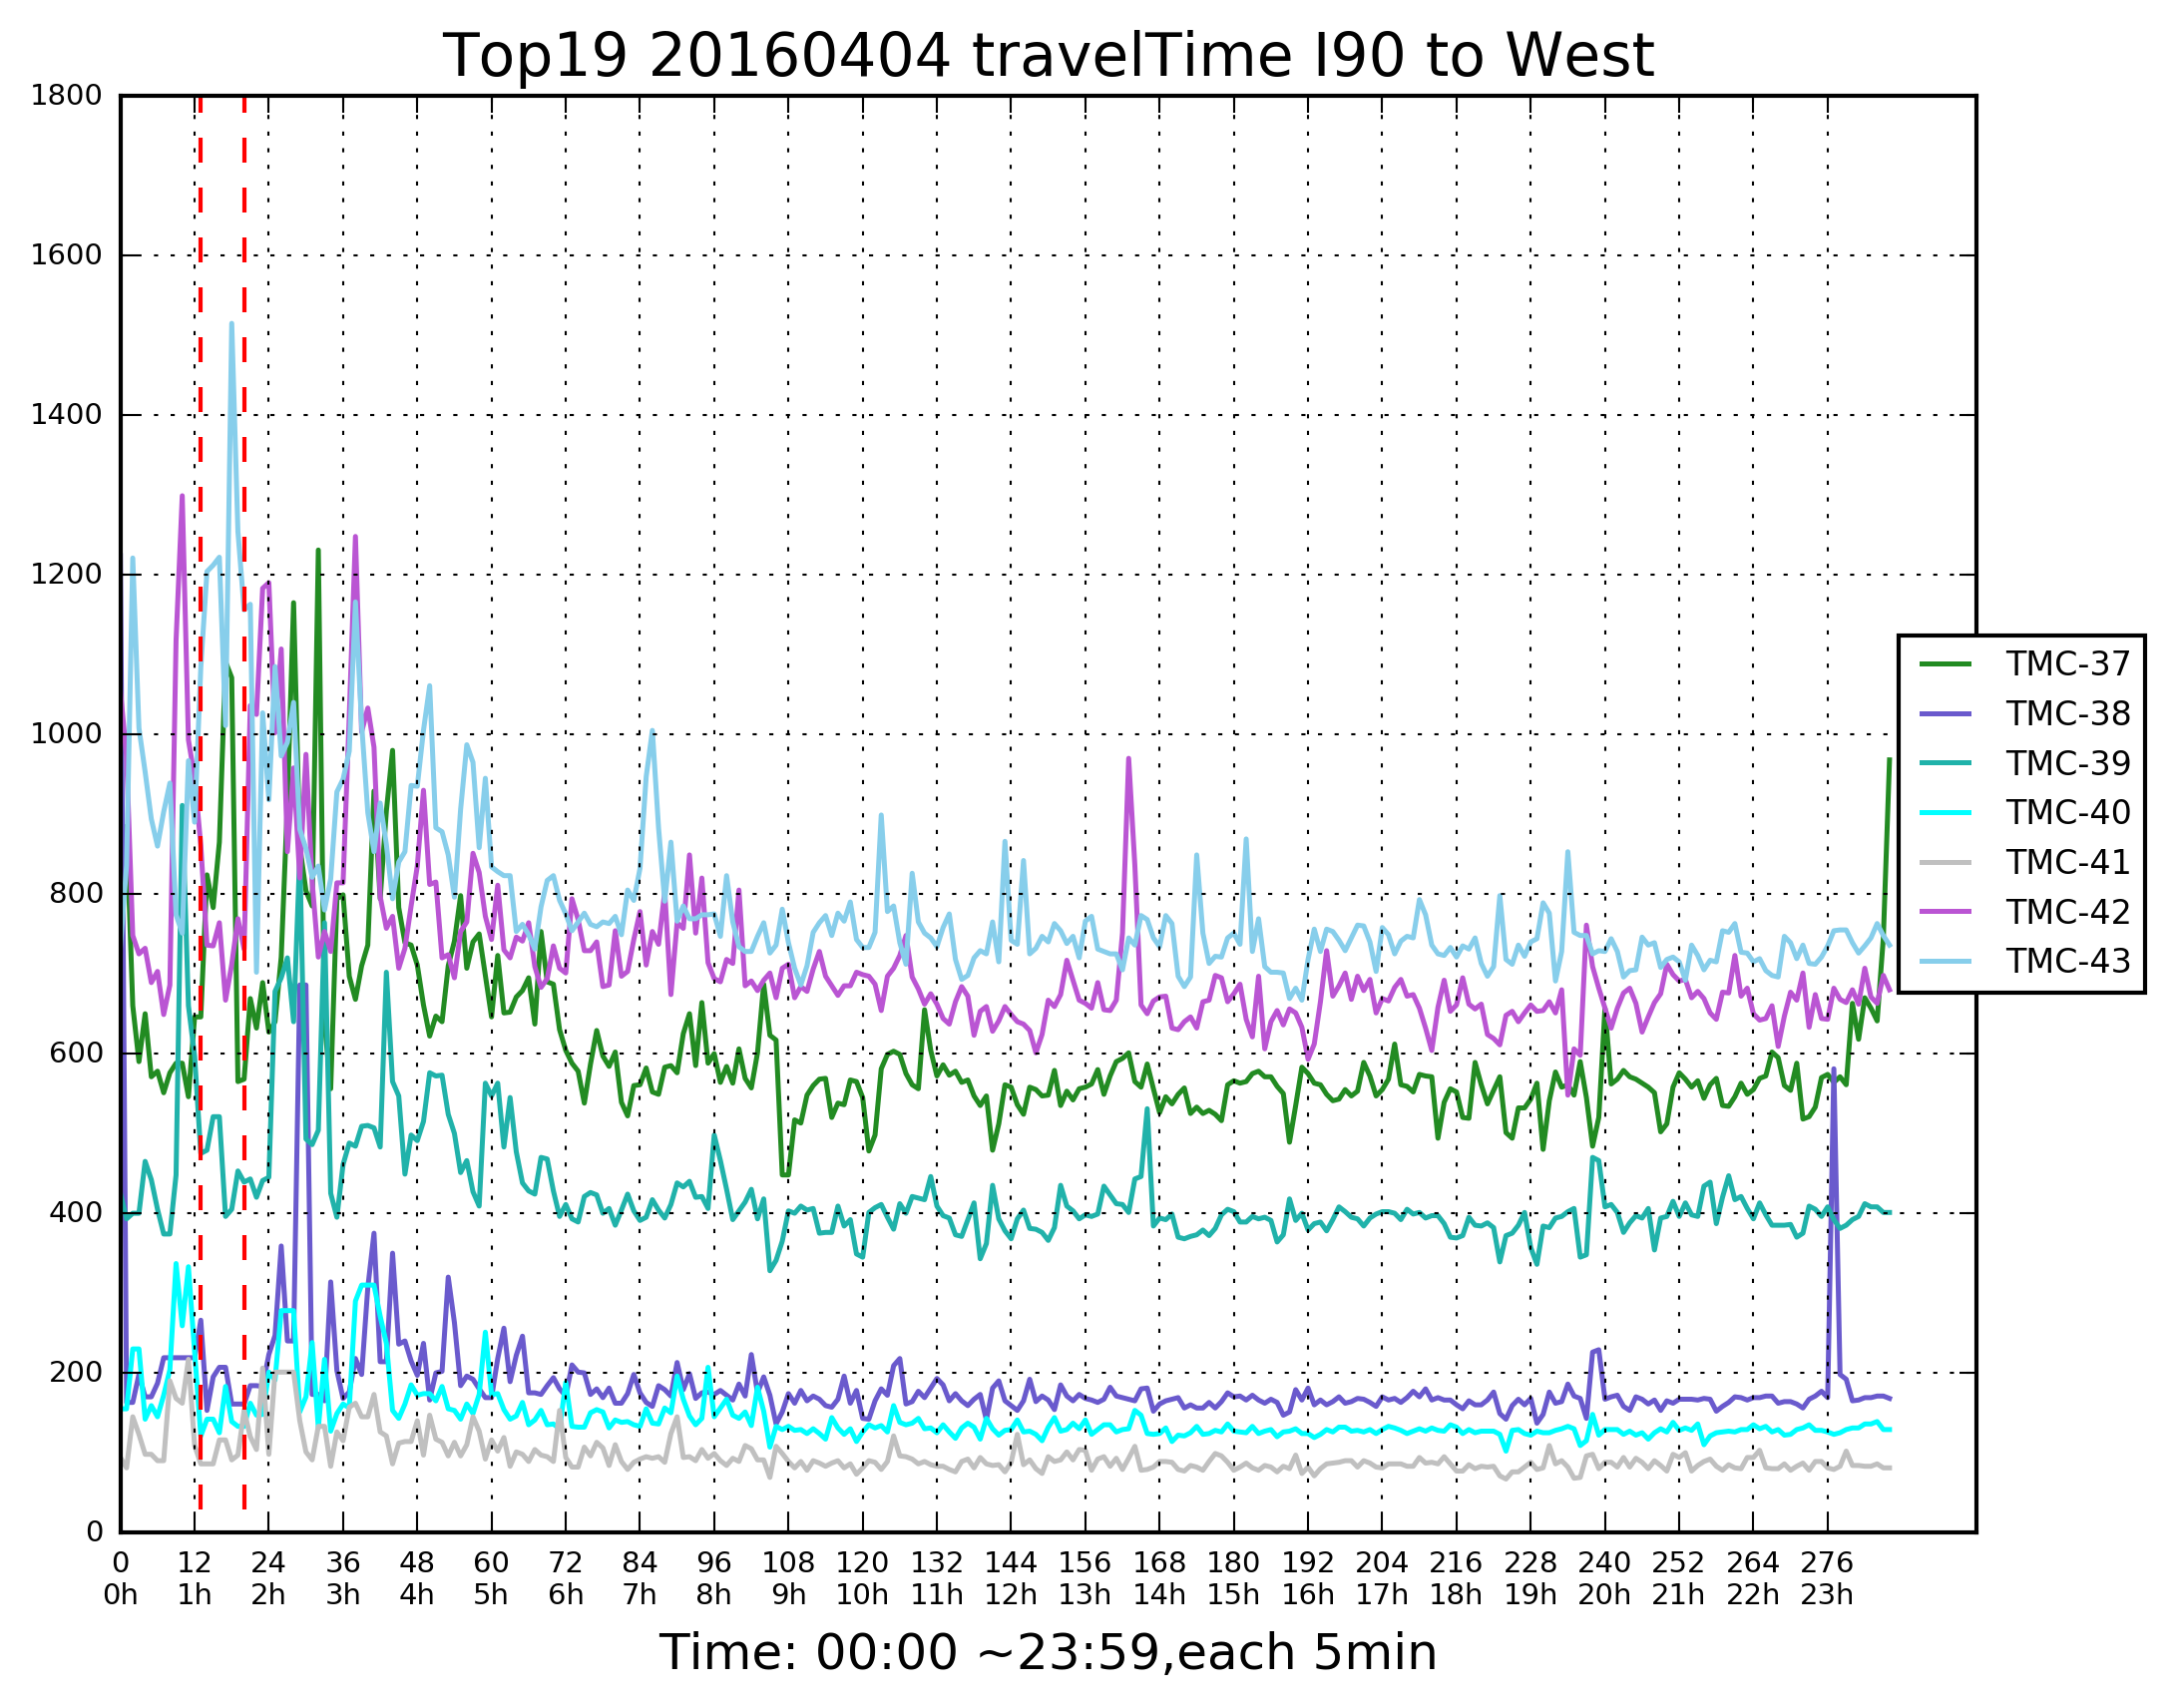 Top19 20160404 travelTime I90 to West
1800
1600
1400
1200
1000
800
600
400
200
0
TMC-37
TMC-38
TMC-39
TMC-40
TMC-41
TMC-42
TMC-43
0 12 24 36 48 60 72 84 96 108 120 132 144 156 168 180 192 204 216 228 240 252 264 276
0h 1h 2h 3h 4h 5h 6h 7h 8h 9h 10h 11h 12h 13h 14h 15h 16h 17h 18h 19h 20h 21h 22h 23h
Time: 00:00 ~23:59,each 5min